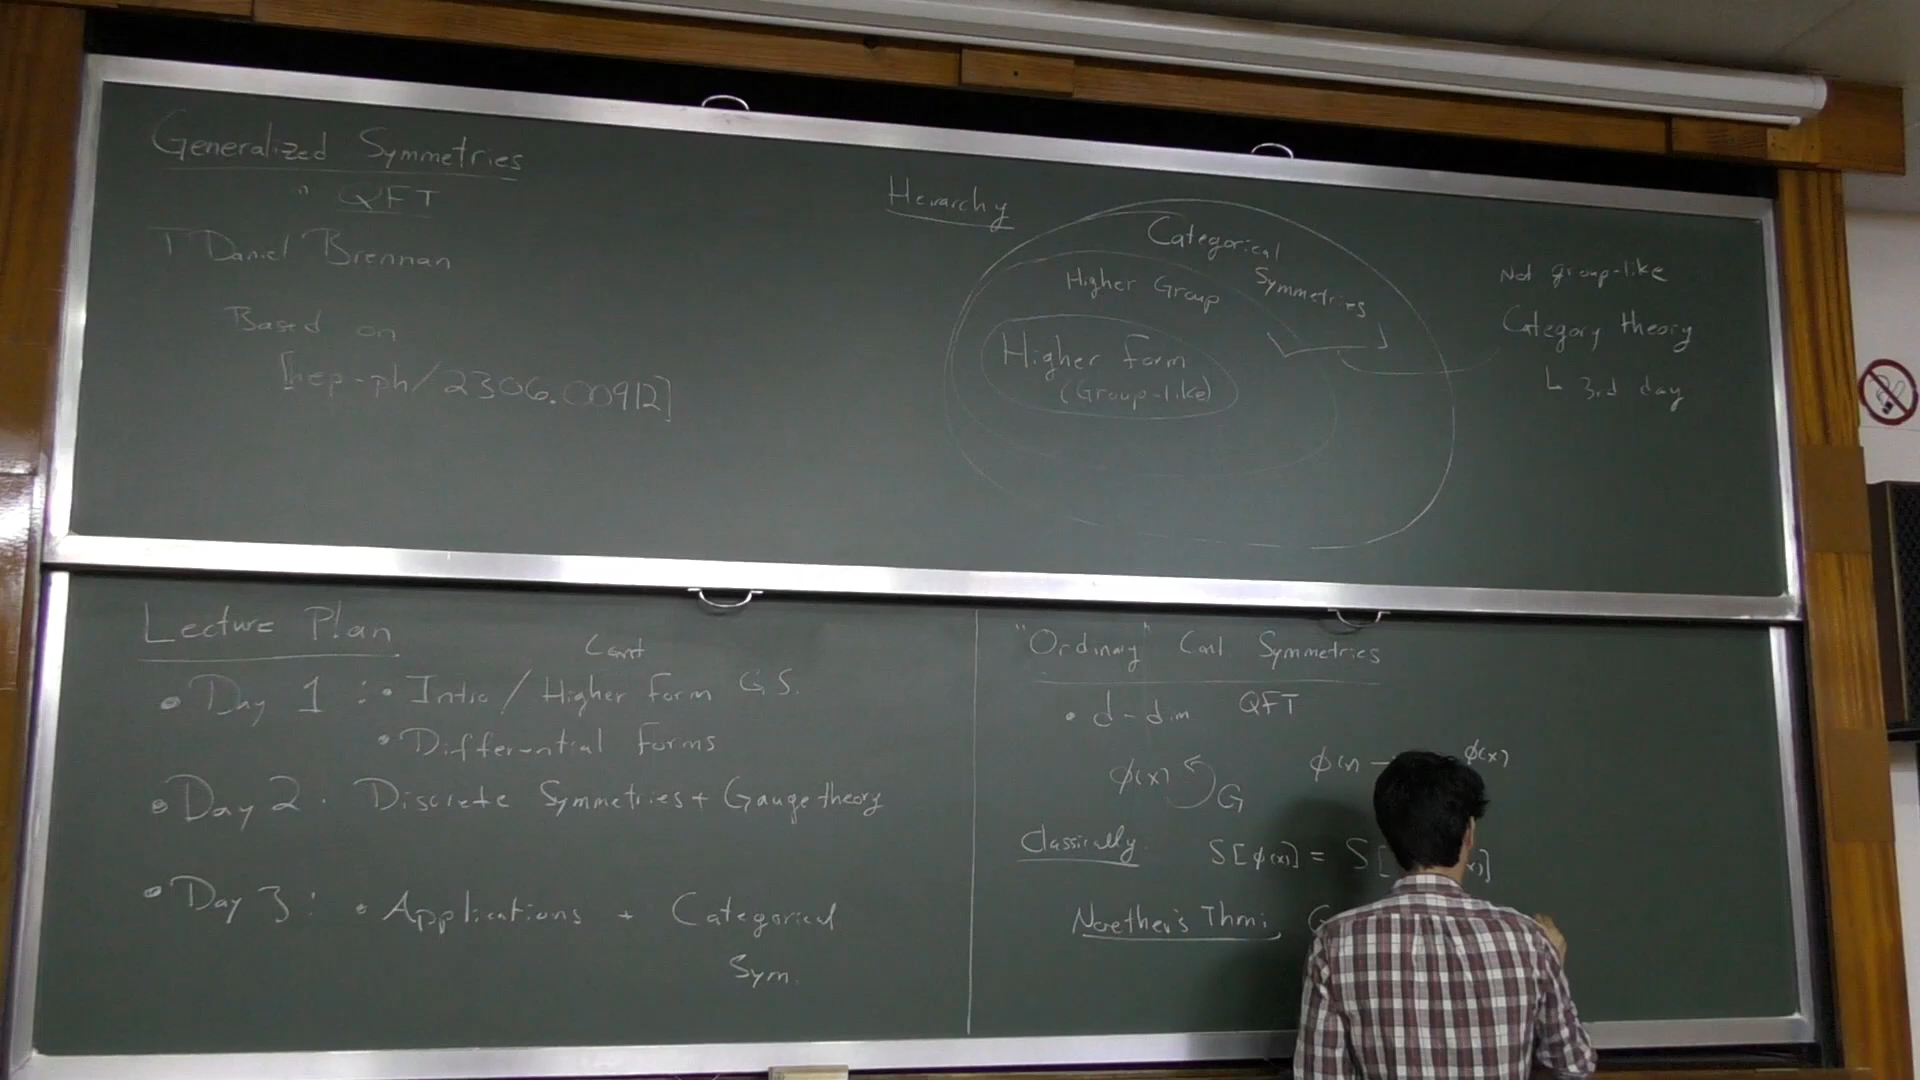 Generalized Symmetries
in QFT
T Daniel Brennan
Based on
[hep-ph/2306.00912]
Hierarchy
Categorical
Symmetries
Higher Group
Higher Form
(Group-like)
Not group-like
Category theory
3rd day
Lecture Plan
Cont
• Day 1 : • Intro / Higher Form G S.
• Differential Forms
• Day 2 . Discrete Symmetries + Gauge theory
• Day 3 : • Applications + Categorical
Sym.
"Ordinary" Cont. Symmetries
• d-dim QFT
φ(x) G φ(x) φ(x)
Classically: S[φ(x)] = S[ x)]
Noether's Thm: G